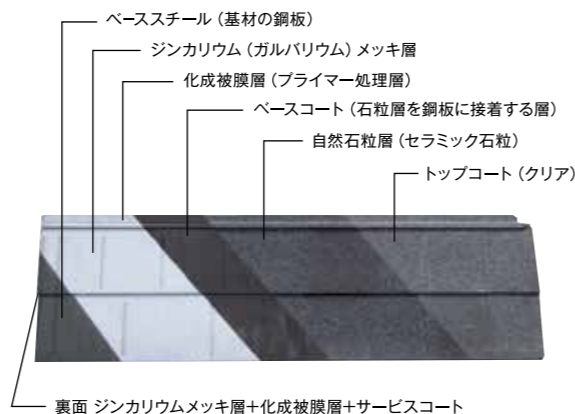 ベーススチール（基材の鋼板）
ジンカリウム（ガルバリウム）メッキ層
化成被膜層（プライマー処理層）
ベースコート（石粒層を鋼板に接着する層）
自然石粒層（セラミック石粒）
トップコート（クリア）
裏面 ジンカリウムメッキ層＋化成被膜層＋サービスコート